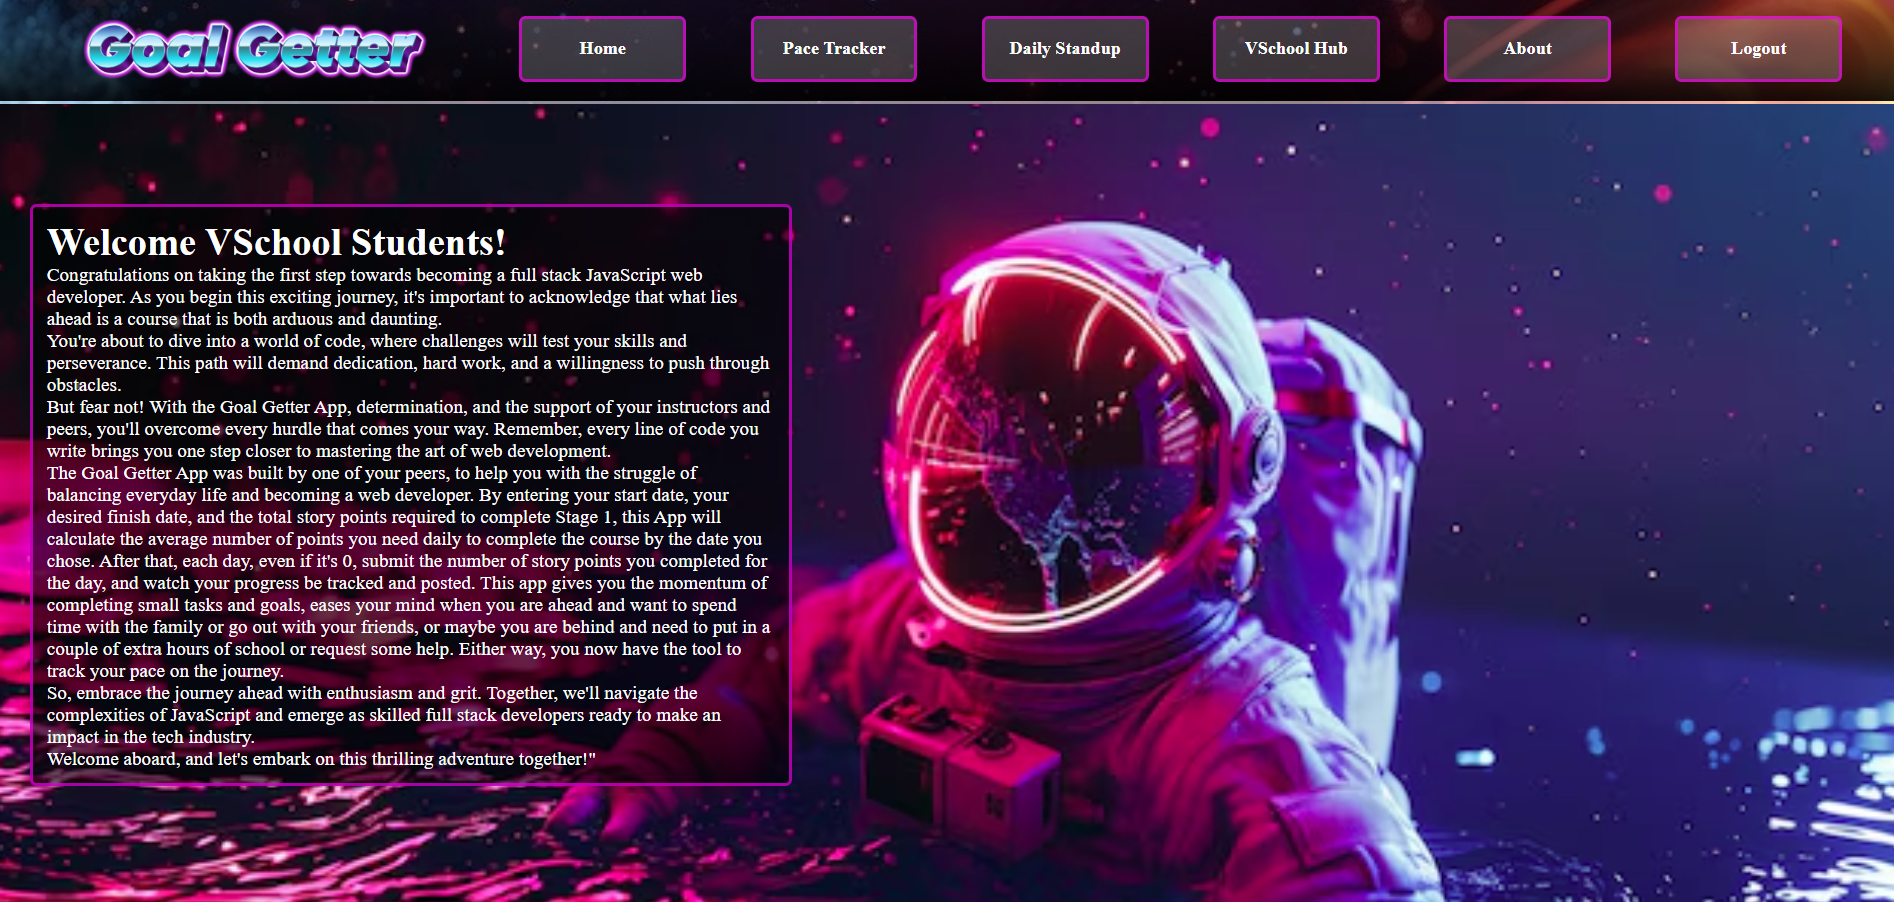 Goal Getter
Home
Pace Tracker
Daily Standup
VSchool Hub
About
Logout
Welcome VSchool Students!
Congratulations on taking the first step towards becoming a full stack JavaScript web
developer. As you begin this exciting journey, it's important to acknowledge that what lies
ahead is a course that is both arduous and daunting.
You're about to dive into a world of code, where challenges will test your skills and
perseverance. This path will demand dedication, hard work, and a willingness to push through
obstacles.
But fear not! With the Goal Getter App, determination, and the support of your instructors and
peers, you'll overcome every hurdle that comes your way. Remember, every line of code you
write brings you one step closer to mastering the art of web development.
The Goal Getter App was built by one of your peers, to help you with the struggle of
balancing everyday life and becoming a web developer. By entering your start date, your
desired finish date, and the total story points required to complete Stage 1, this App will
calculate the average number of points you need daily to complete the course by the date you
chose. After that, each day, even if it's 0, submit the number of story points you completed for
the day, and watch your progress be tracked and posted. This app gives you the momentum of
completing small tasks and goals, eases your mind when you are ahead and want to spend
time with the family or go out with your friends, or maybe you are behind and need to put in a
couple of extra hours of school or request some help. Either way, you now have the tool to
track your pace on the journey.
So, embrace the journey ahead with enthusiasm and grit. Together, we'll navigate the
complexities of JavaScript and emerge as skilled full stack developers ready to make an
impact in the tech industry.
Welcome aboard, and let's embark on this thrilling adventure together!"